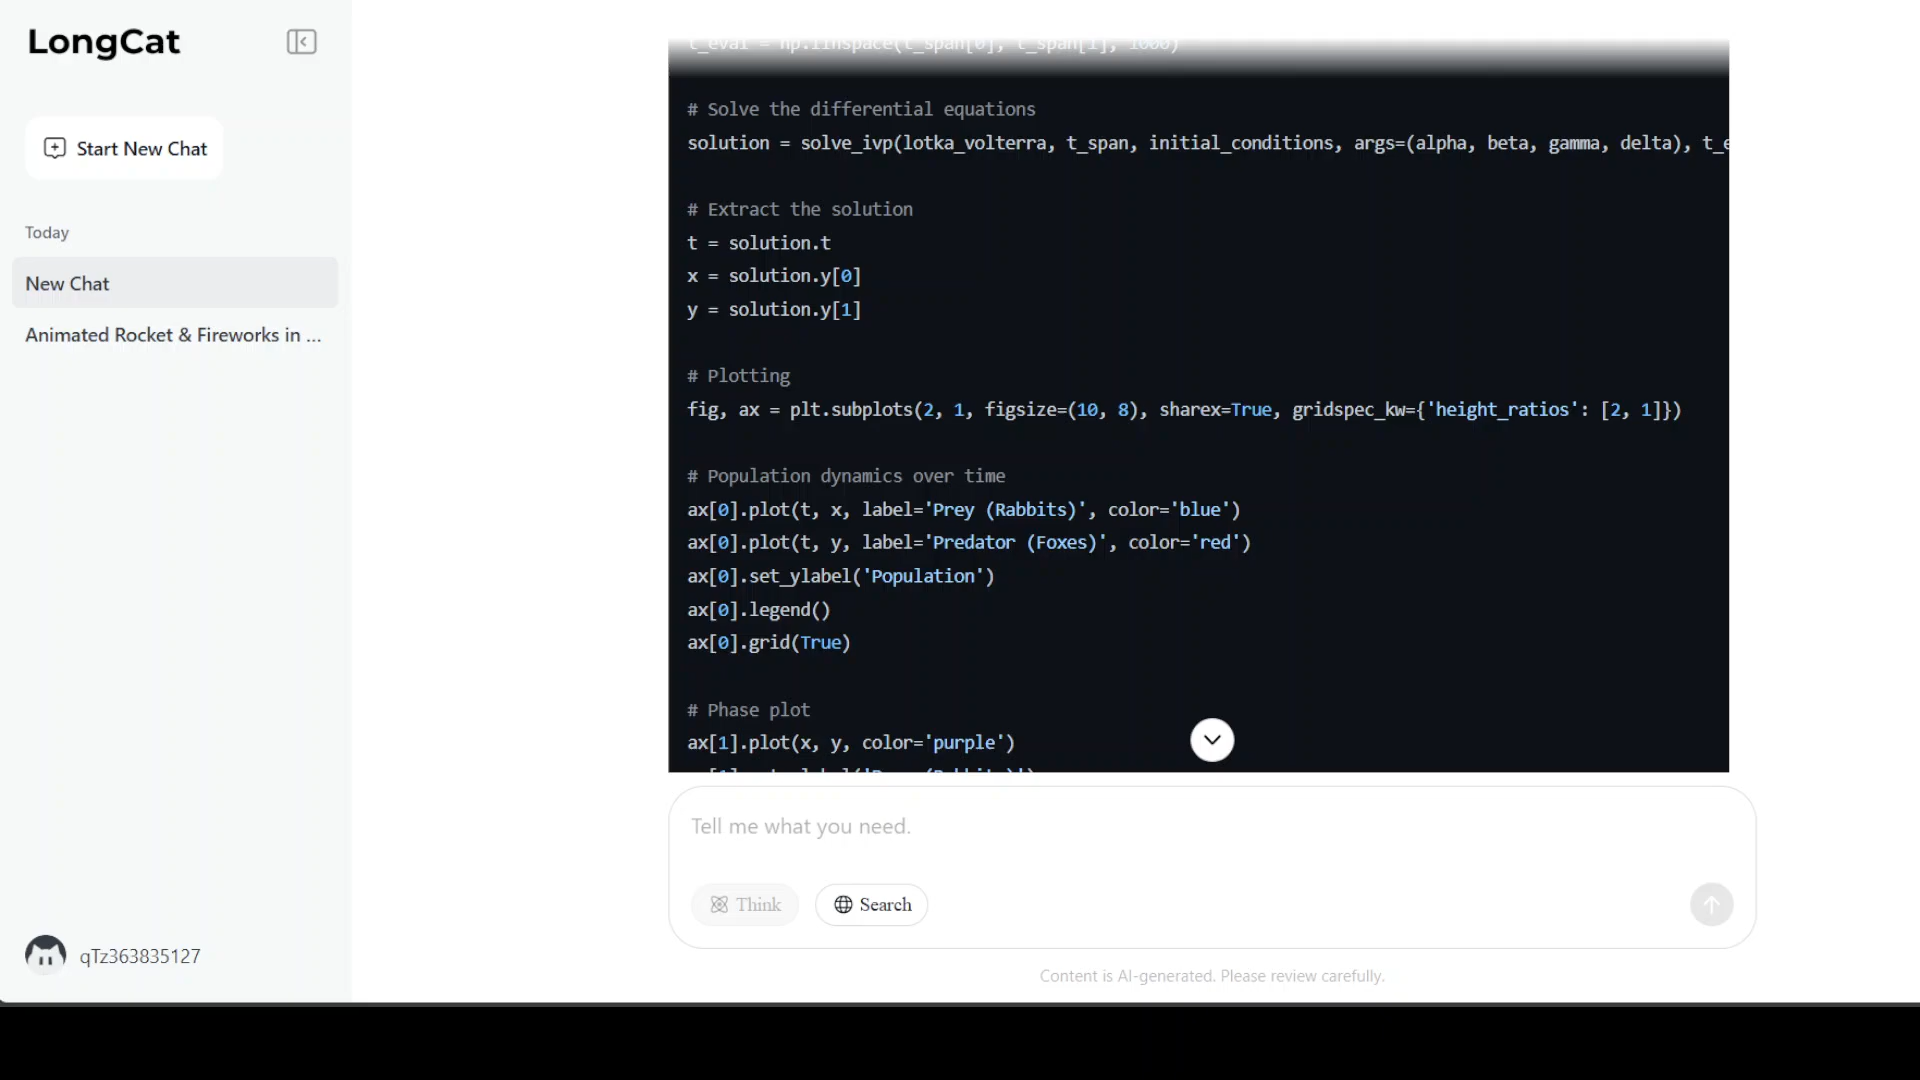 LongCat
Start New Chat
Today
New Chat
Animated Rocket & Fireworks in ...
qTz363835127
t_eval = np.linspace(t_span[0], t_span[1], 1000)
# Solve the differential equations
solution = solve_ivp(lotka_volterra, t_span, initial_conditions, args=(alpha, beta, gamma, delta), t_e
# Extract the solution
t = solution.t
x = solution.y[0]
y = solution.y[1]
# Plotting
fig, ax = plt.subplots(2, 1, figsize=(10, 8), sharex=True, gridspec_kw={'height_ratios': [2, 1]})
# Population dynamics over time
ax[0].plot(t, x, label='Prey (Rabbits)', color='blue')
ax[0].plot(t, y, label='Predator (Foxes)', color='red')
ax[0].set_ylabel('Population')
ax[0].legend()
ax[0].grid(True)
# Phase plot
ax[1].plot(x, y, color='purple')
Tell me what you need.
Think
Search
Content is AI-generated. Please review carefully.